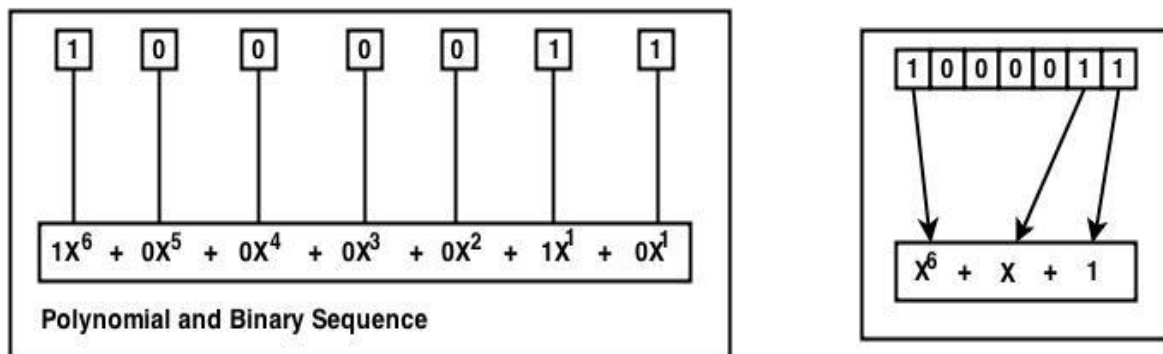 1 0 0 0 0 1 1
1X⁶ + 0X⁵ + 0X⁴ + 0X³ + 0X² + 1X¹ + 0X¹
Polynomial and Binary Sequence
1 0 0 0 0 1 1
X⁶ + X + 1